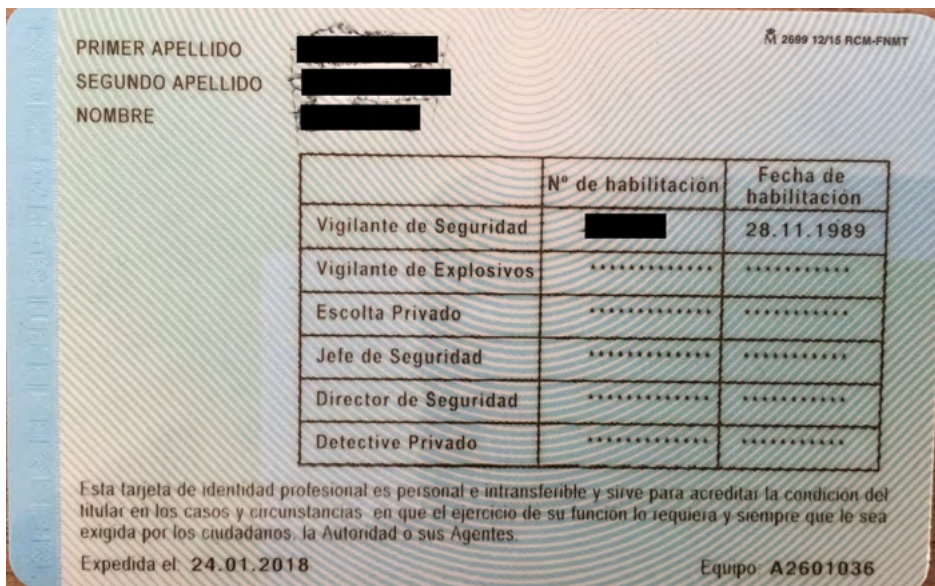 PRIMER APELLIDO
M 2699 12/15 RCM-FNMT
SEGUNDO APELLIDO
NOMBRE
Nº de habilitación Fecha de habilitación
Vigilante de Seguridad 28.11.1989
Vigilante de Explosivos ************* ***********
Escolta Privado ************* ***********
Jefe de Seguridad ************* ***********
Director de Seguridad ************* ***********
Detective Privado ************* ***********
Esta tarjeta de identidad profesional es personal e intransferible y sirve para acreditar la condición del
titular en los casos y circunstancias en que el ejercicio de su función lo requiera y siempre que le sea
exigida por los ciudadanos, la Autoridad o sus Agentes.
Expedida el: 24.01.2018 Equipo: A2601036